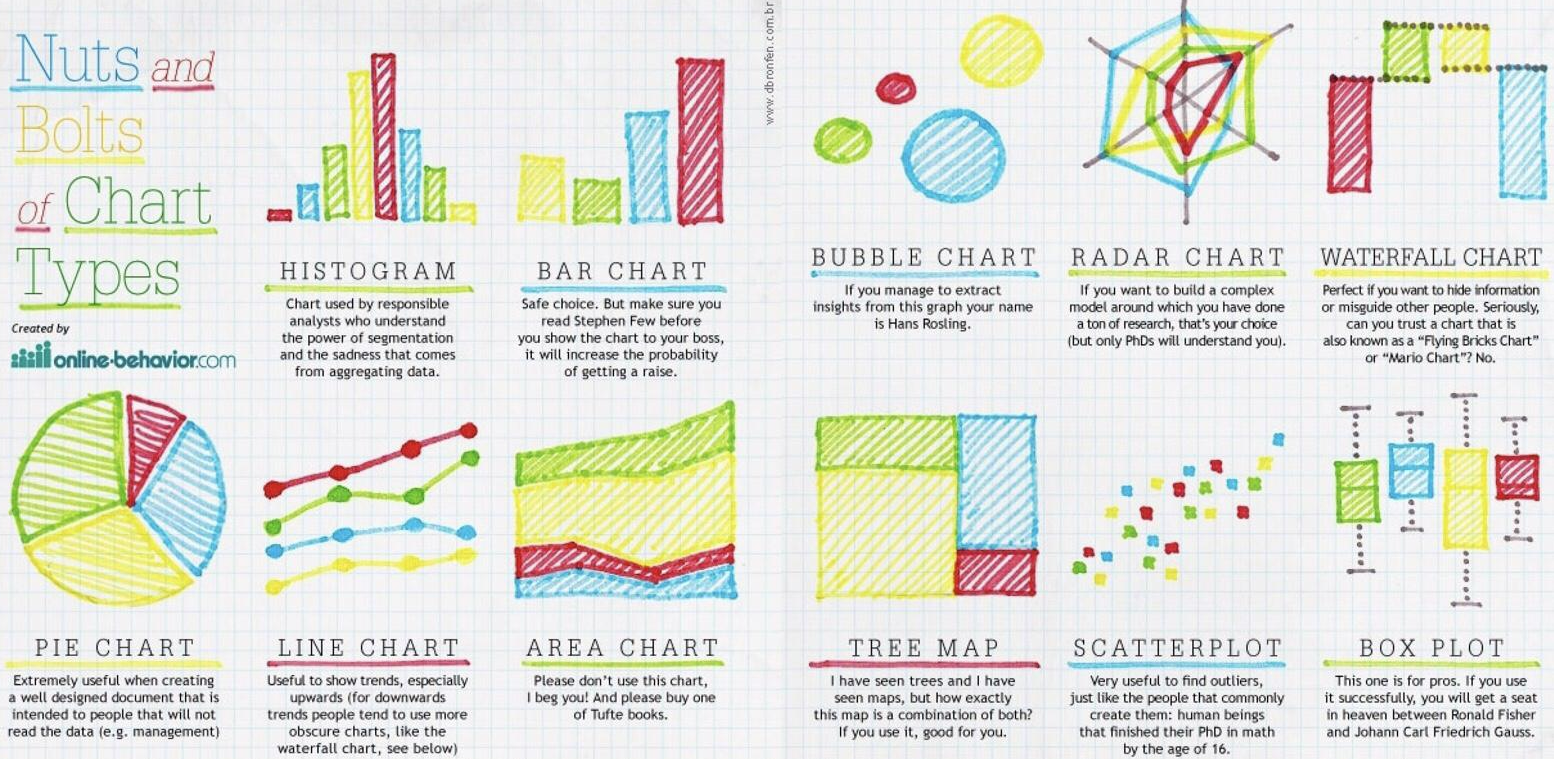 Nuts and
Bolts
of Chart
Types
Created by
online-behavior.com
HISTOGRAM
Chart used by responsible
analysts who understand
the power of segmentation
and the sadness that comes
from aggregating data.
BAR CHART
Safe choice. But make sure you
read Stephen Few before
you show the chart to your boss,
it will increase the probability
of getting a raise.
www.dbronfen.com.br
BUBBLE CHART
If you manage to extract
insights from this graph your name
is Hans Rosling.
RADAR CHART
If you want to build a complex
model around which you have done
a ton of research, that's your choice
(but only PhDs will understand you).
WATERFALL CHART
Perfect if you want to hide information
or misguide other people. Seriously,
can you trust a chart that is
also known as a “Flying Bricks Chart”
or “Mario Chart”? No.
PIE CHART
Extremely useful when creating
a well designed document that is
intended to people that will not
read the data (e.g. management)
LINE CHART
Useful to show trends, especially
upwards (for downwards
trends people tend to use more
obscure charts, like the
waterfall chart, see below)
AREA CHART
Please don't use this chart,
I beg you! And please buy one
of Tufte books.
TREE MAP
I have seen trees and I have
seen maps, but how exactly
this map is a combination of both?
If you use it, good for you.
SCATTERPLOT
Very useful to find outliers,
just like the people that commonly
create them: human beings
that finished their PhD in math
by the age of 16.
BOX PLOT
This one is for pros. If you use
it successfully, you will get a seat
in heaven between Ronald Fisher
and Johann Carl Friedrich Gauss.